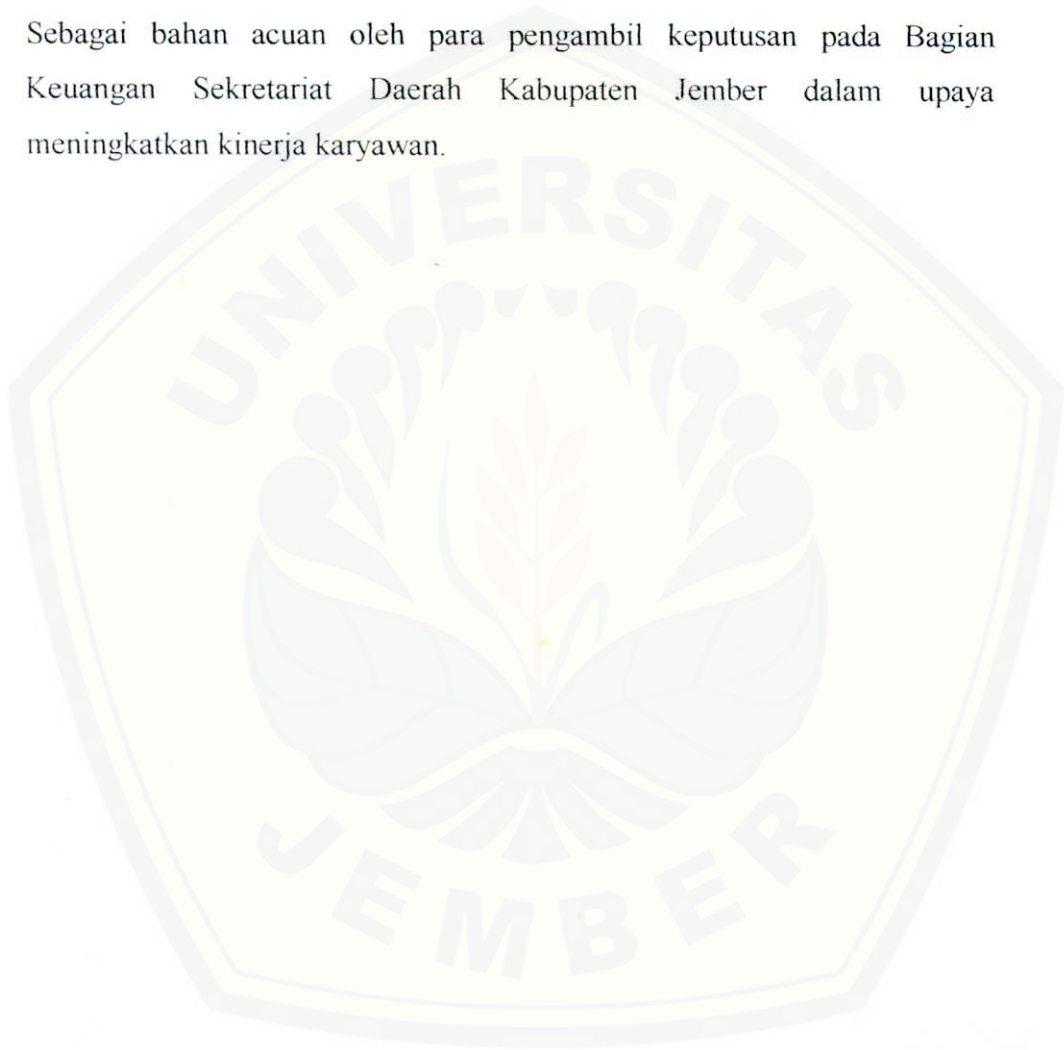 Sebagai bahan acuan oleh para pengambil keputusan pada Bagian
Keuangan Sekretariat Daerah Kabupaten Jember dalam upaya
meningkatkan kinerja karyawan.
UNIVERSITAS
JEMBER